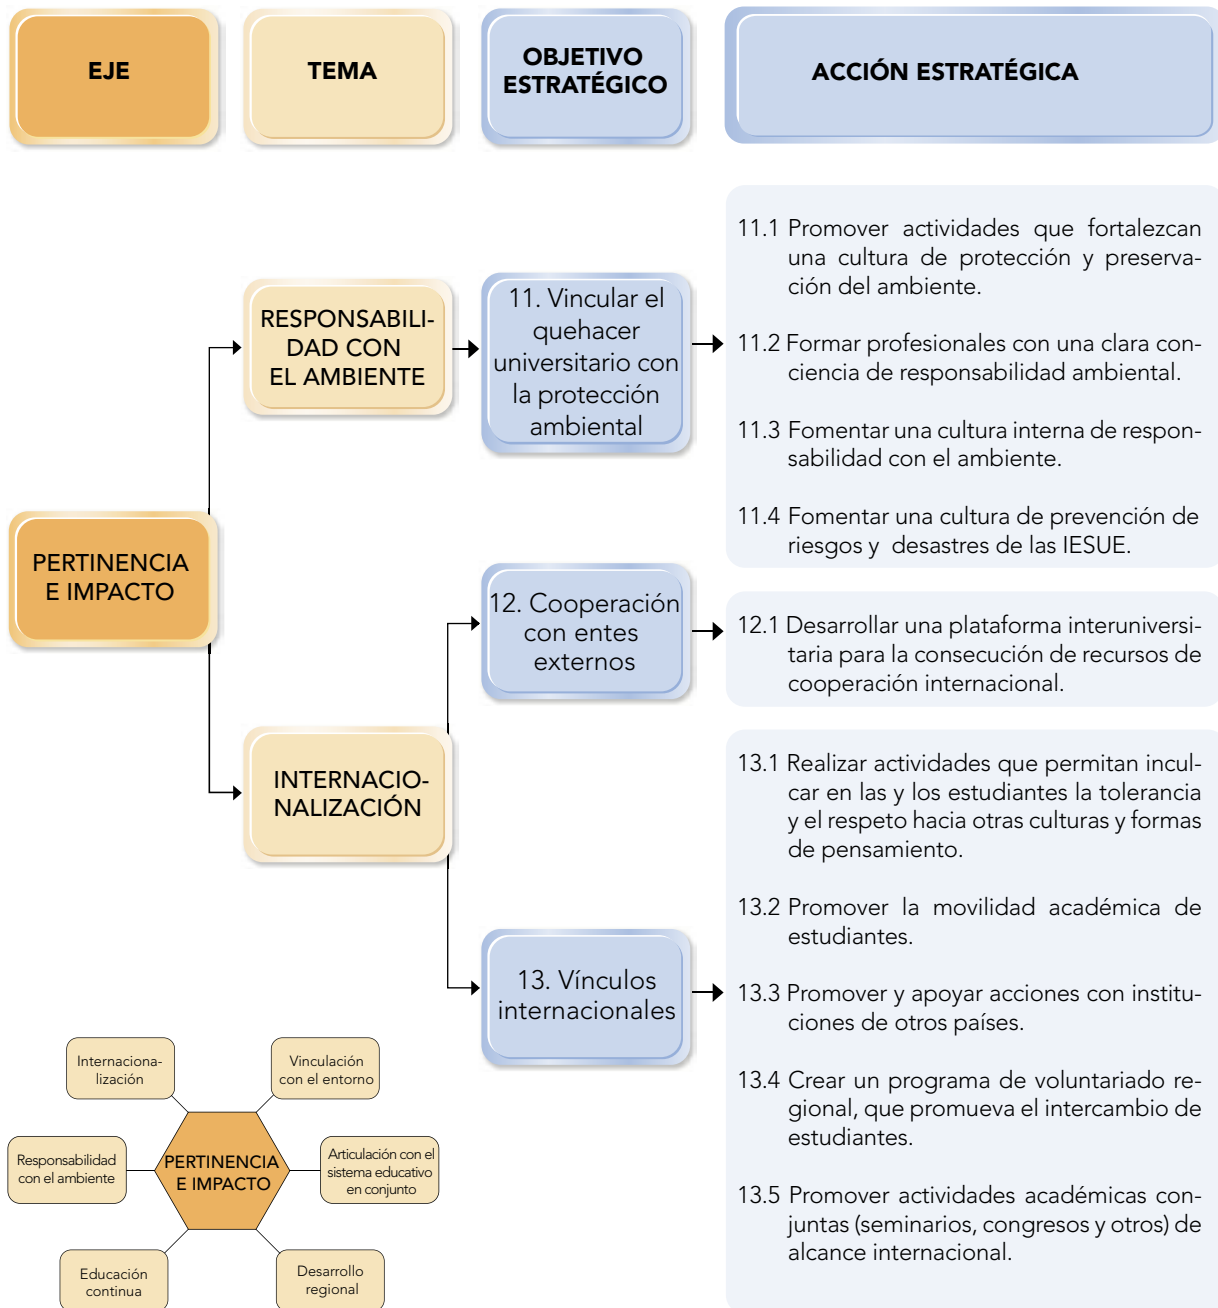 EJE
TEMA
OBJETIVO
ESTRATÉGICO
ACCIÓN ESTRATÉGICA
PERTINENCIA
E IMPACTO
RESPONSABILI-
DAD CON
EL AMBIENTE
11. Vincular el
quehacer
universitario con
la protección
ambiental
11.1 Promover actividades que fortalezcan
una cultura de protección y preserva-
ción del ambiente.
11.2 Formar profesionales con una clara con-
ciencia de responsabilidad ambiental.
11.3 Fomentar una cultura interna de respon-
sabilidad con el ambiente.
11.4 Fomentar una cultura de prevención de
riesgos y desastres de las IESUE.
INTERNACIO-
NALIZACIÓN
12. Cooperación
con entes
externos
12.1 Desarrollar una plataforma interuniversi-
taria para la consecución de recursos de
cooperación internacional.
13. Vínculos
internacionales
13.1 Realizar actividades que permitan incul-
car en las y los estudiantes la tolerancia
y el respeto hacia otras culturas y formas
de pensamiento.
13.2 Promover la movilidad académica de
estudiantes.
13.3 Promover y apoyar acciones con institu-
ciones de otros países.
13.4 Crear un programa de voluntariado re-
gional, que promueva el intercambio de
estudiantes.
13.5 Promover actividades académicas con-
juntas (seminarios, congresos y otros) de
alcance internacional.
Internaciona-
lización
Vinculación
con el entorno
Responsabilidad
con el ambiente
PERTINENCIA
E IMPACTO
Articulación con el
sistema educativo
en conjunto
Educación
continua
Desarrollo
regional